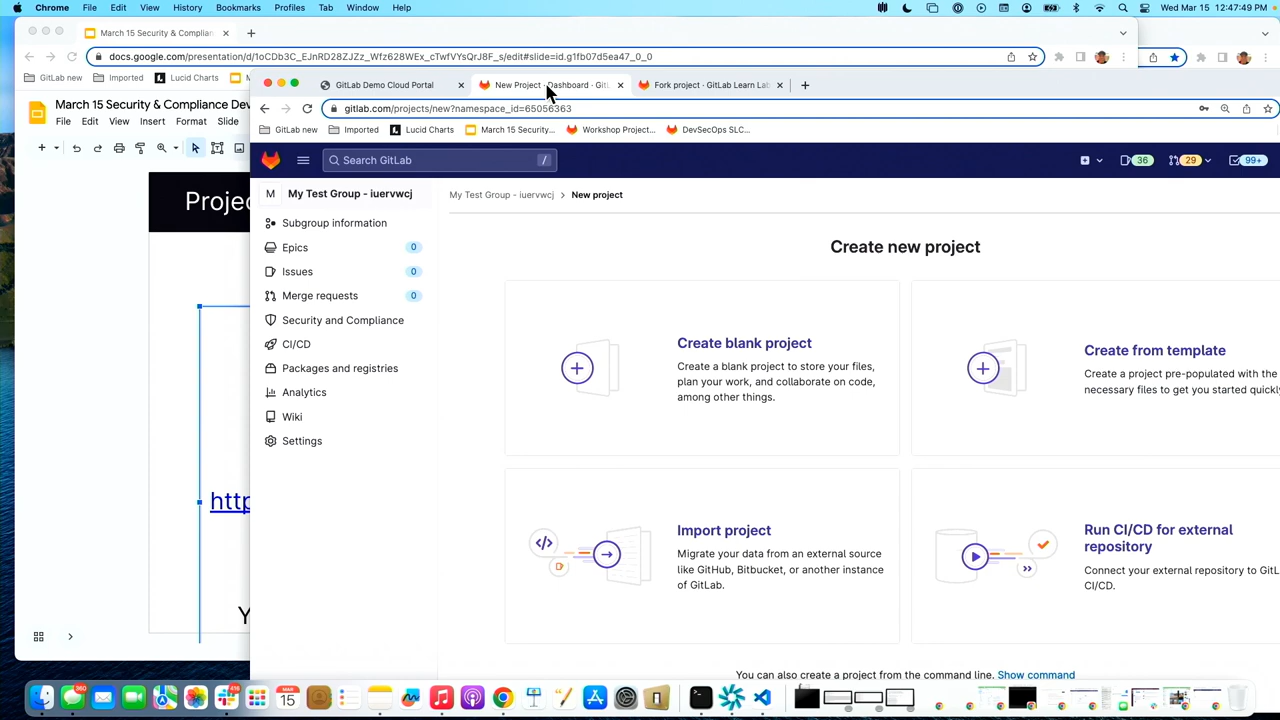 Chrome File Edit View History Bookmarks Profiles Tab Window Help Wed Mar 15 12:47:49
March 15 Security & Complian
docs.google.com/presentation/d/1oCDb3C_EJnRD28ZJZz_Wfz628WEx_cTwfVYsQrJ8F_s/edit#slide=id.g1fb07d5ea47_0_0
GitLab new Imported Lucid Charts M
March 15 Security & Compliance Dev
File Edit View Insert Format Slide
Projec
http
Y
GitLab Demo Cloud Portal
New Project · Dashboard · GitL
Fork project · GitLab Learn Lab
gitlab.com/projects/new?namespace_id=65056363
GitLab new Imported Lucid Charts March 15 Security... Workshop Project... DevSecOps SLC...
Search GitLab /
36 29 99+
M My Test Group - iuervwcj
Subgroup information
Epics 0
Issues 0
Merge requests 0
Security and Compliance
CI/CD
Packages and registries
Analytics
Wiki
Settings
My Test Group - iuervwcj > New project
Create new project
Create blank project
Create a blank project to store your files,
plan your work, and collaborate on code,
among other things.
Create from template
Create a project pre-populated with the
necessary files to get you started quickly
Import project
Migrate your data from an external source
like GitHub, Bitbucket, or another instance
of GitLab.
Run CI/CD for external
repository
Connect your external repository to GitL
CI/CD.
You can also create a project from the command line. Show command
360
416
MAR
15